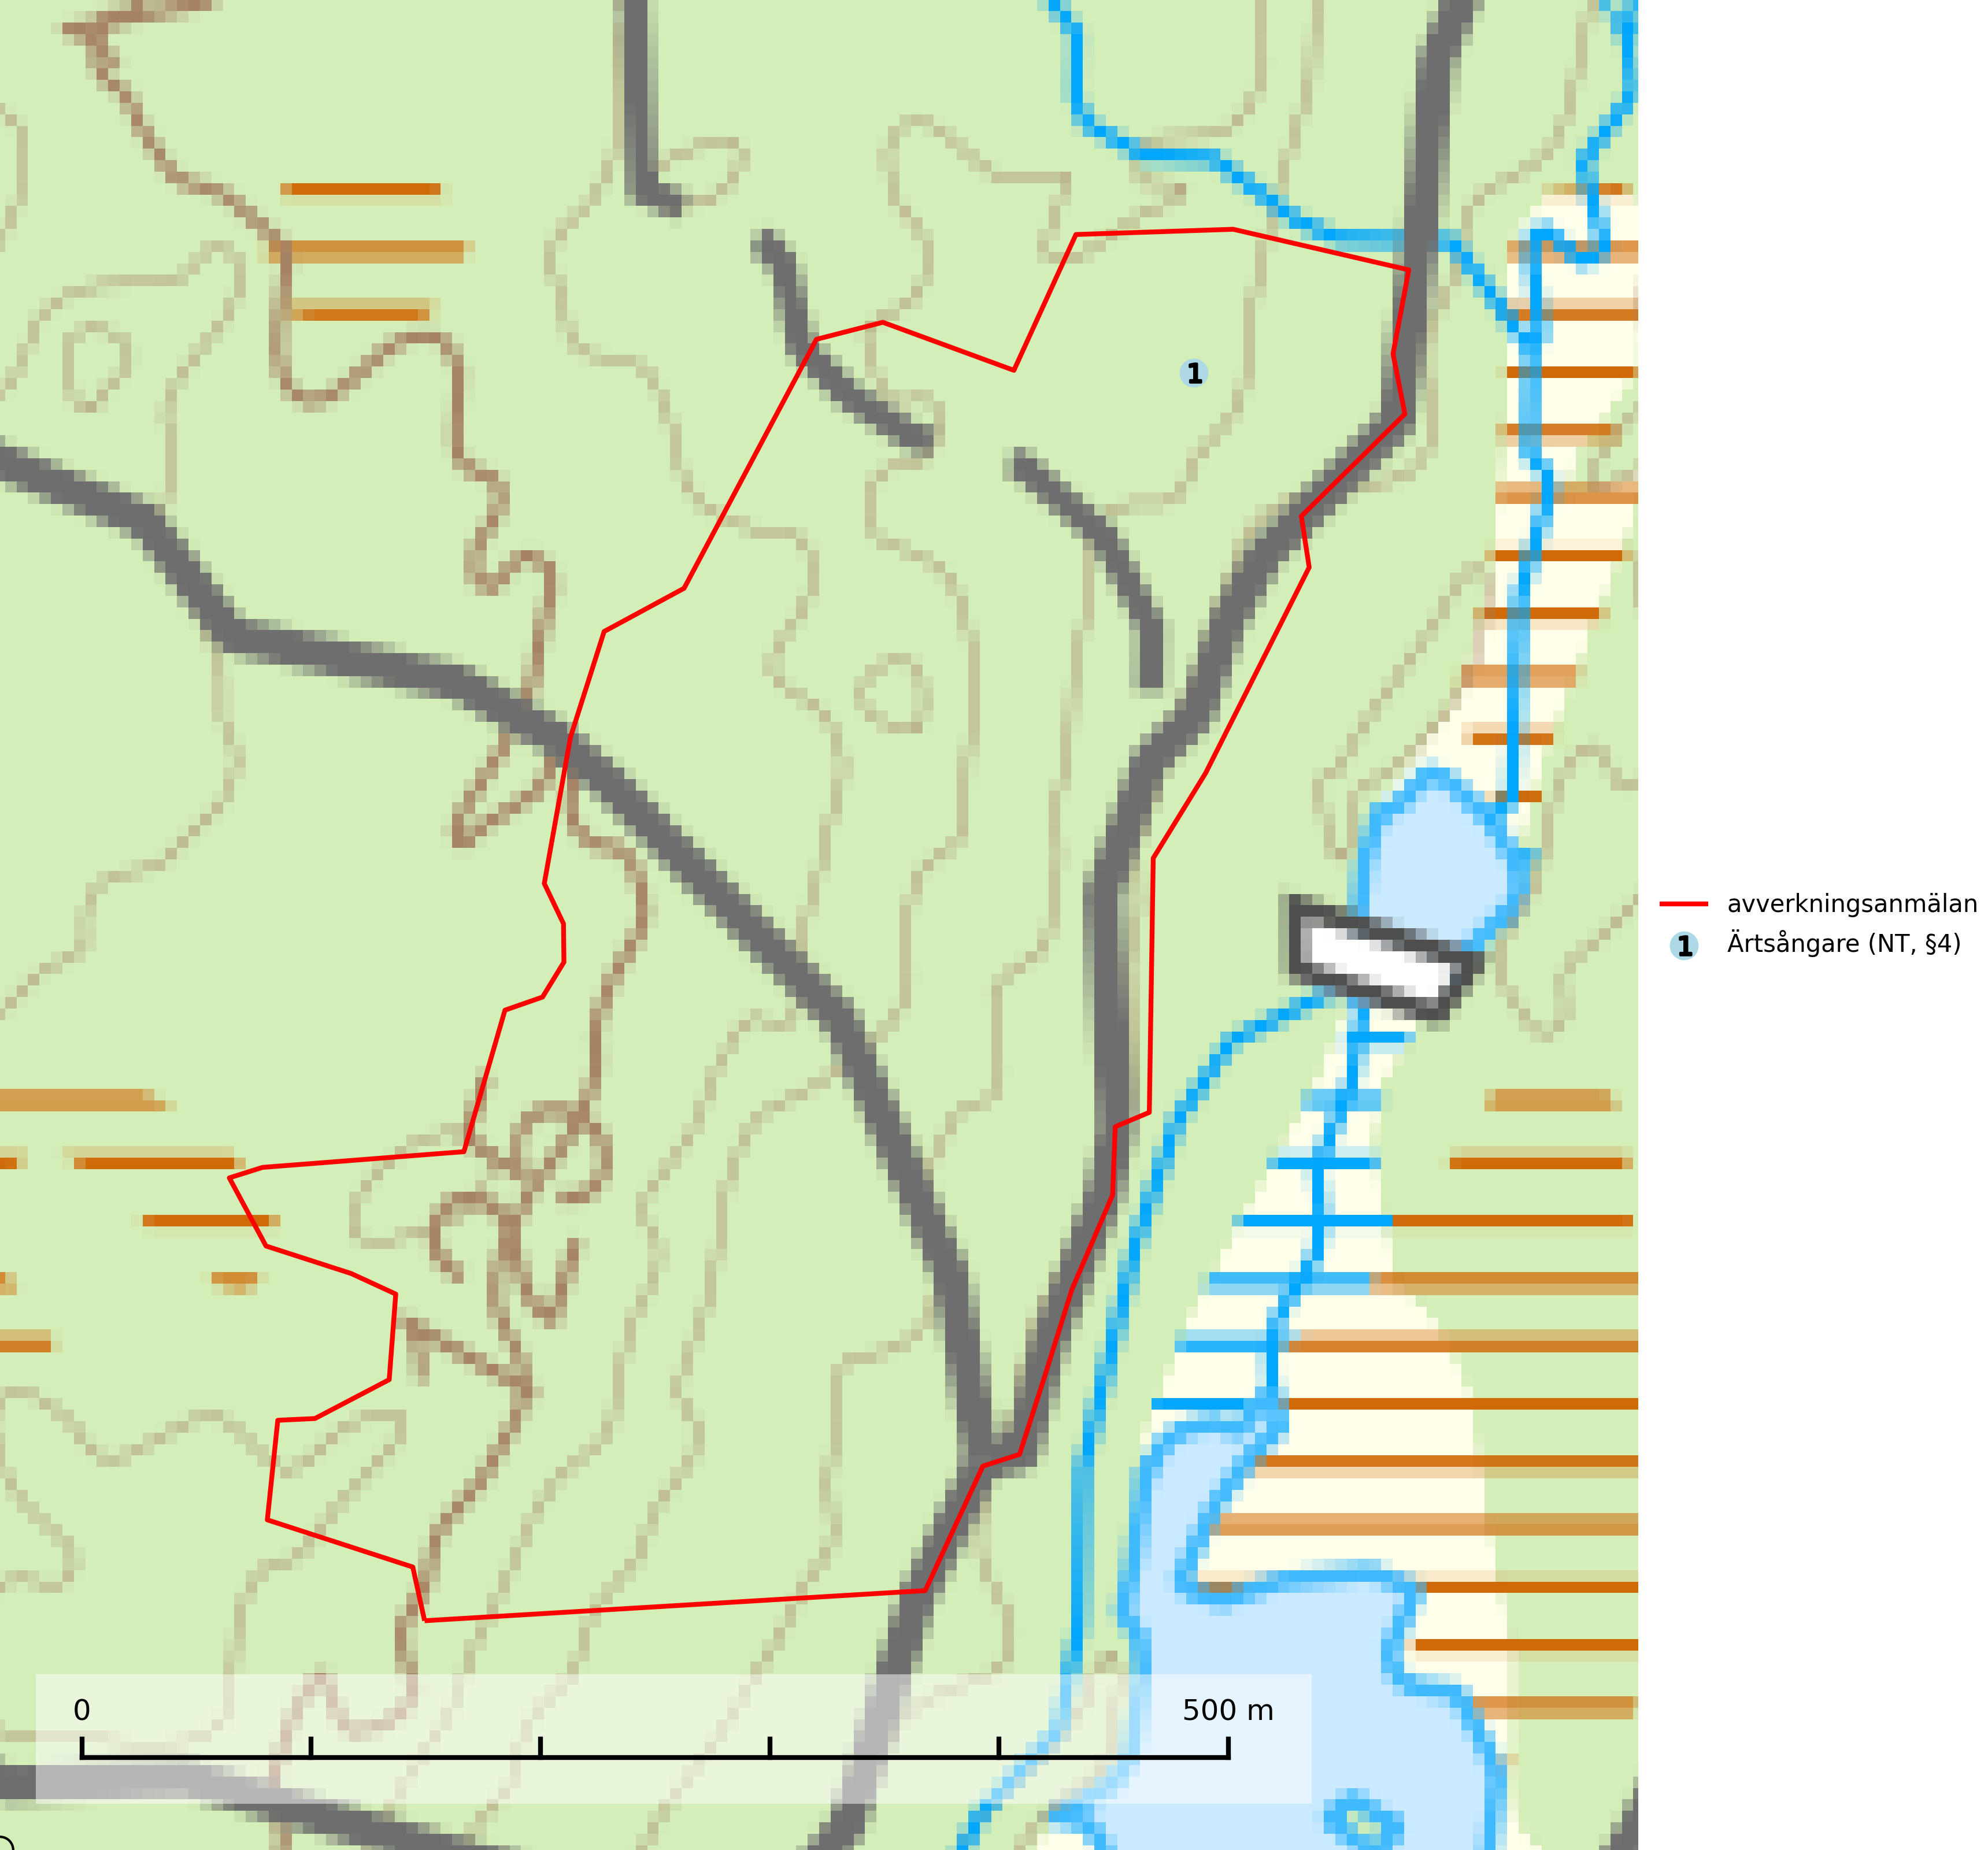 1
avverkningsanmälan
1 Ärtsångare (NT, §4)
0 500 m